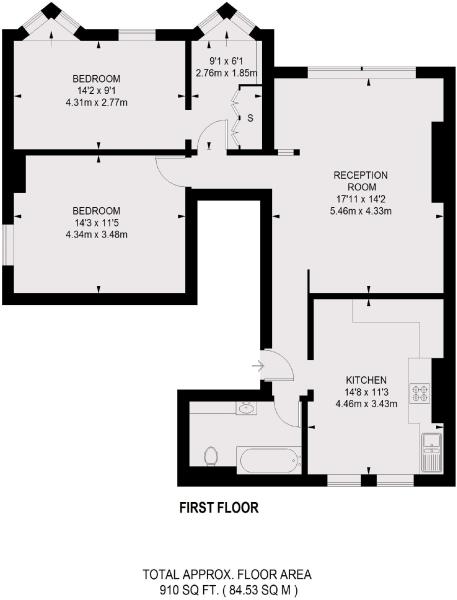 9'1 x 6'1
2.76m x 1.85m
BEDROOM
14'2 x 9'1
4.31m x 2.77m
S
RECEPTION
ROOM
17'11 x 14'2
5.46m x 4.33m
BEDROOM
14'3 x 11'5
4.34m x 3.48m
KITCHEN
14'8 x 11'3
4.46m x 3.43m
FIRST FLOOR
TOTAL APPROX. FLOOR AREA
910 SQ FT. ( 84.53 SQ M )